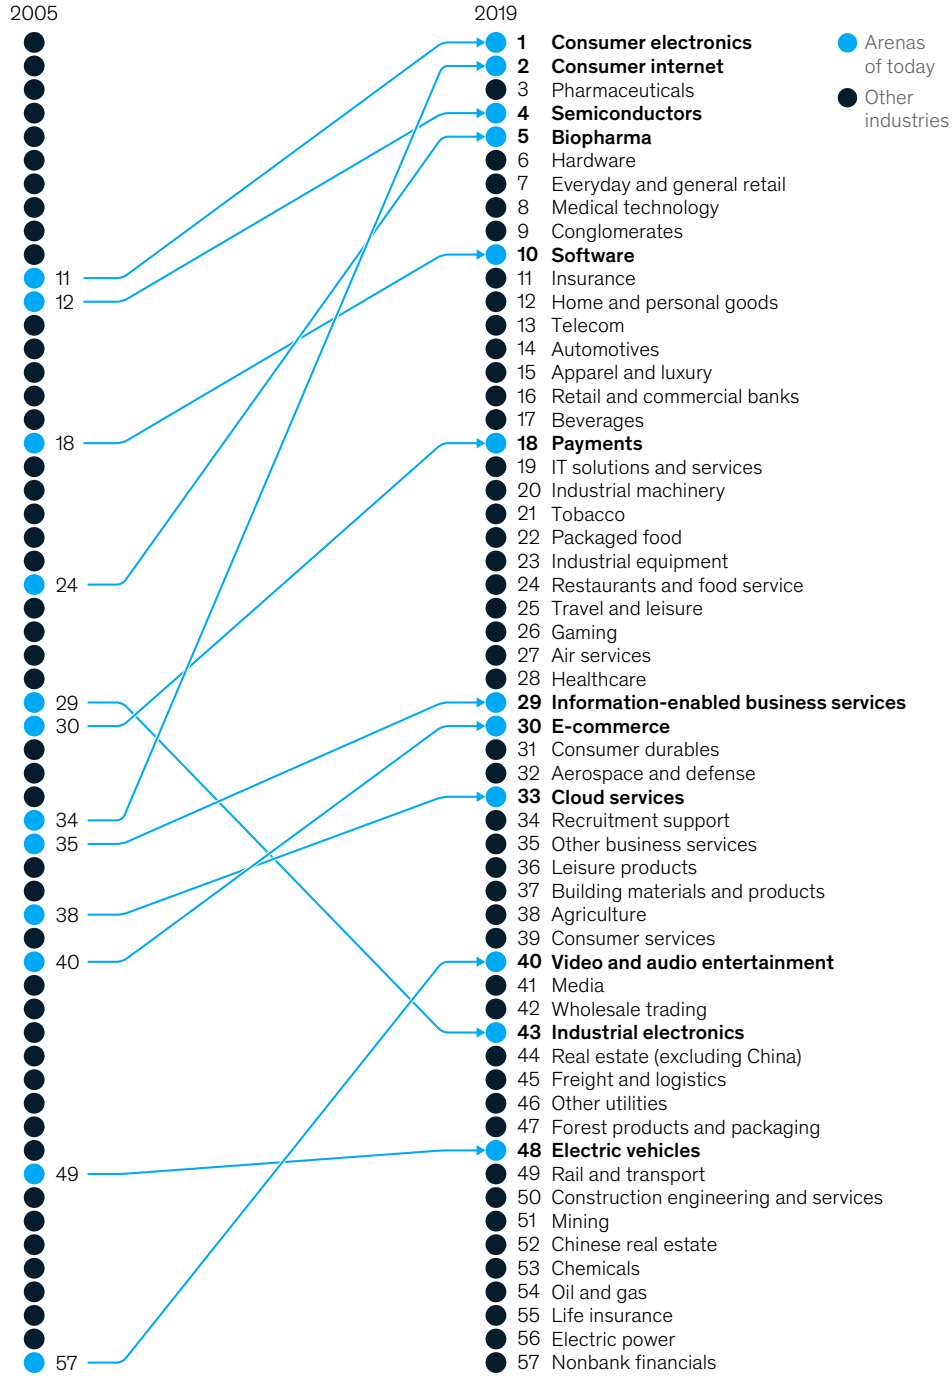 2005
2019
1 Consumer electronics
2 Consumer internet
3 Pharmaceuticals
4 Semiconductors
5 Biopharma
6 Hardware
7 Everyday and general retail
8 Medical technology
9 Conglomerates
10 Software
11 Insurance
12 Home and personal goods
13 Telecom
14 Automotives
15 Apparel and luxury
16 Retail and commercial banks
17 Beverages
18 Payments
19 IT solutions and services
20 Industrial machinery
21 Tobacco
22 Packaged food
23 Industrial equipment
24 Restaurants and food service
25 Travel and leisure
26 Gaming
27 Air services
28 Healthcare
29 Information-enabled business services
30 E-commerce
31 Consumer durables
32 Aerospace and defense
33 Cloud services
34 Recruitment support
35 Other business services
36 Leisure products
37 Building materials and products
38 Agriculture
39 Consumer services
40 Video and audio entertainment
41 Media
42 Wholesale trading
43 Industrial electronics
44 Real estate (excluding China)
45 Freight and logistics
46 Other utilities
47 Forest products and packaging
48 Electric vehicles
49 Rail and transport
50 Construction engineering and services
51 Mining
52 Chinese real estate
53 Chemicals
54 Oil and gas
55 Life insurance
56 Electric power
57 Nonbank financials
11
12
18
24
29
30
34
35
38
40
49
57
Arenas
of today
Other
industries